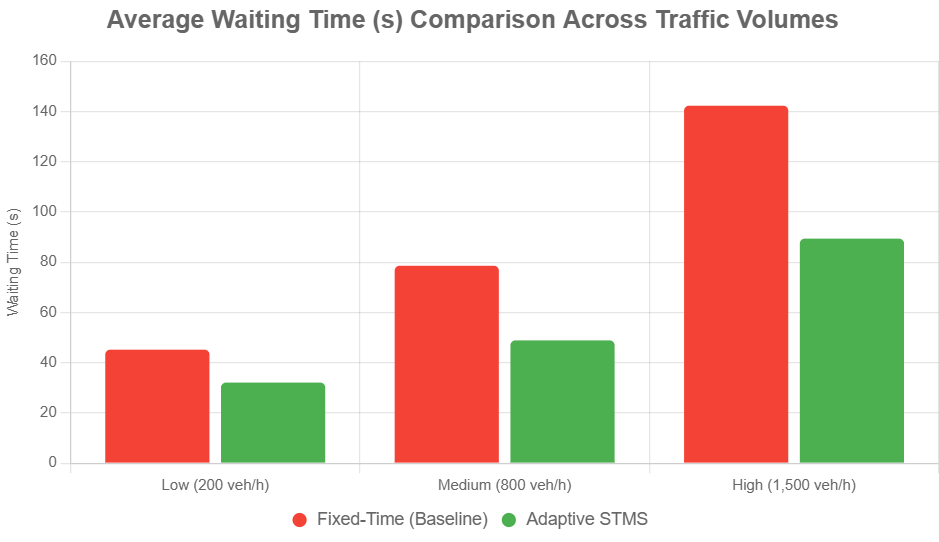 Average Waiting Time (s) Comparison Across Traffic Volumes
160
140
120
100
80
60
40
20
0
Waiting Time (s)
Low (200 veh/h) Medium (800 veh/h) High (1,500 veh/h)
Fixed-Time (Baseline) Adaptive STMS